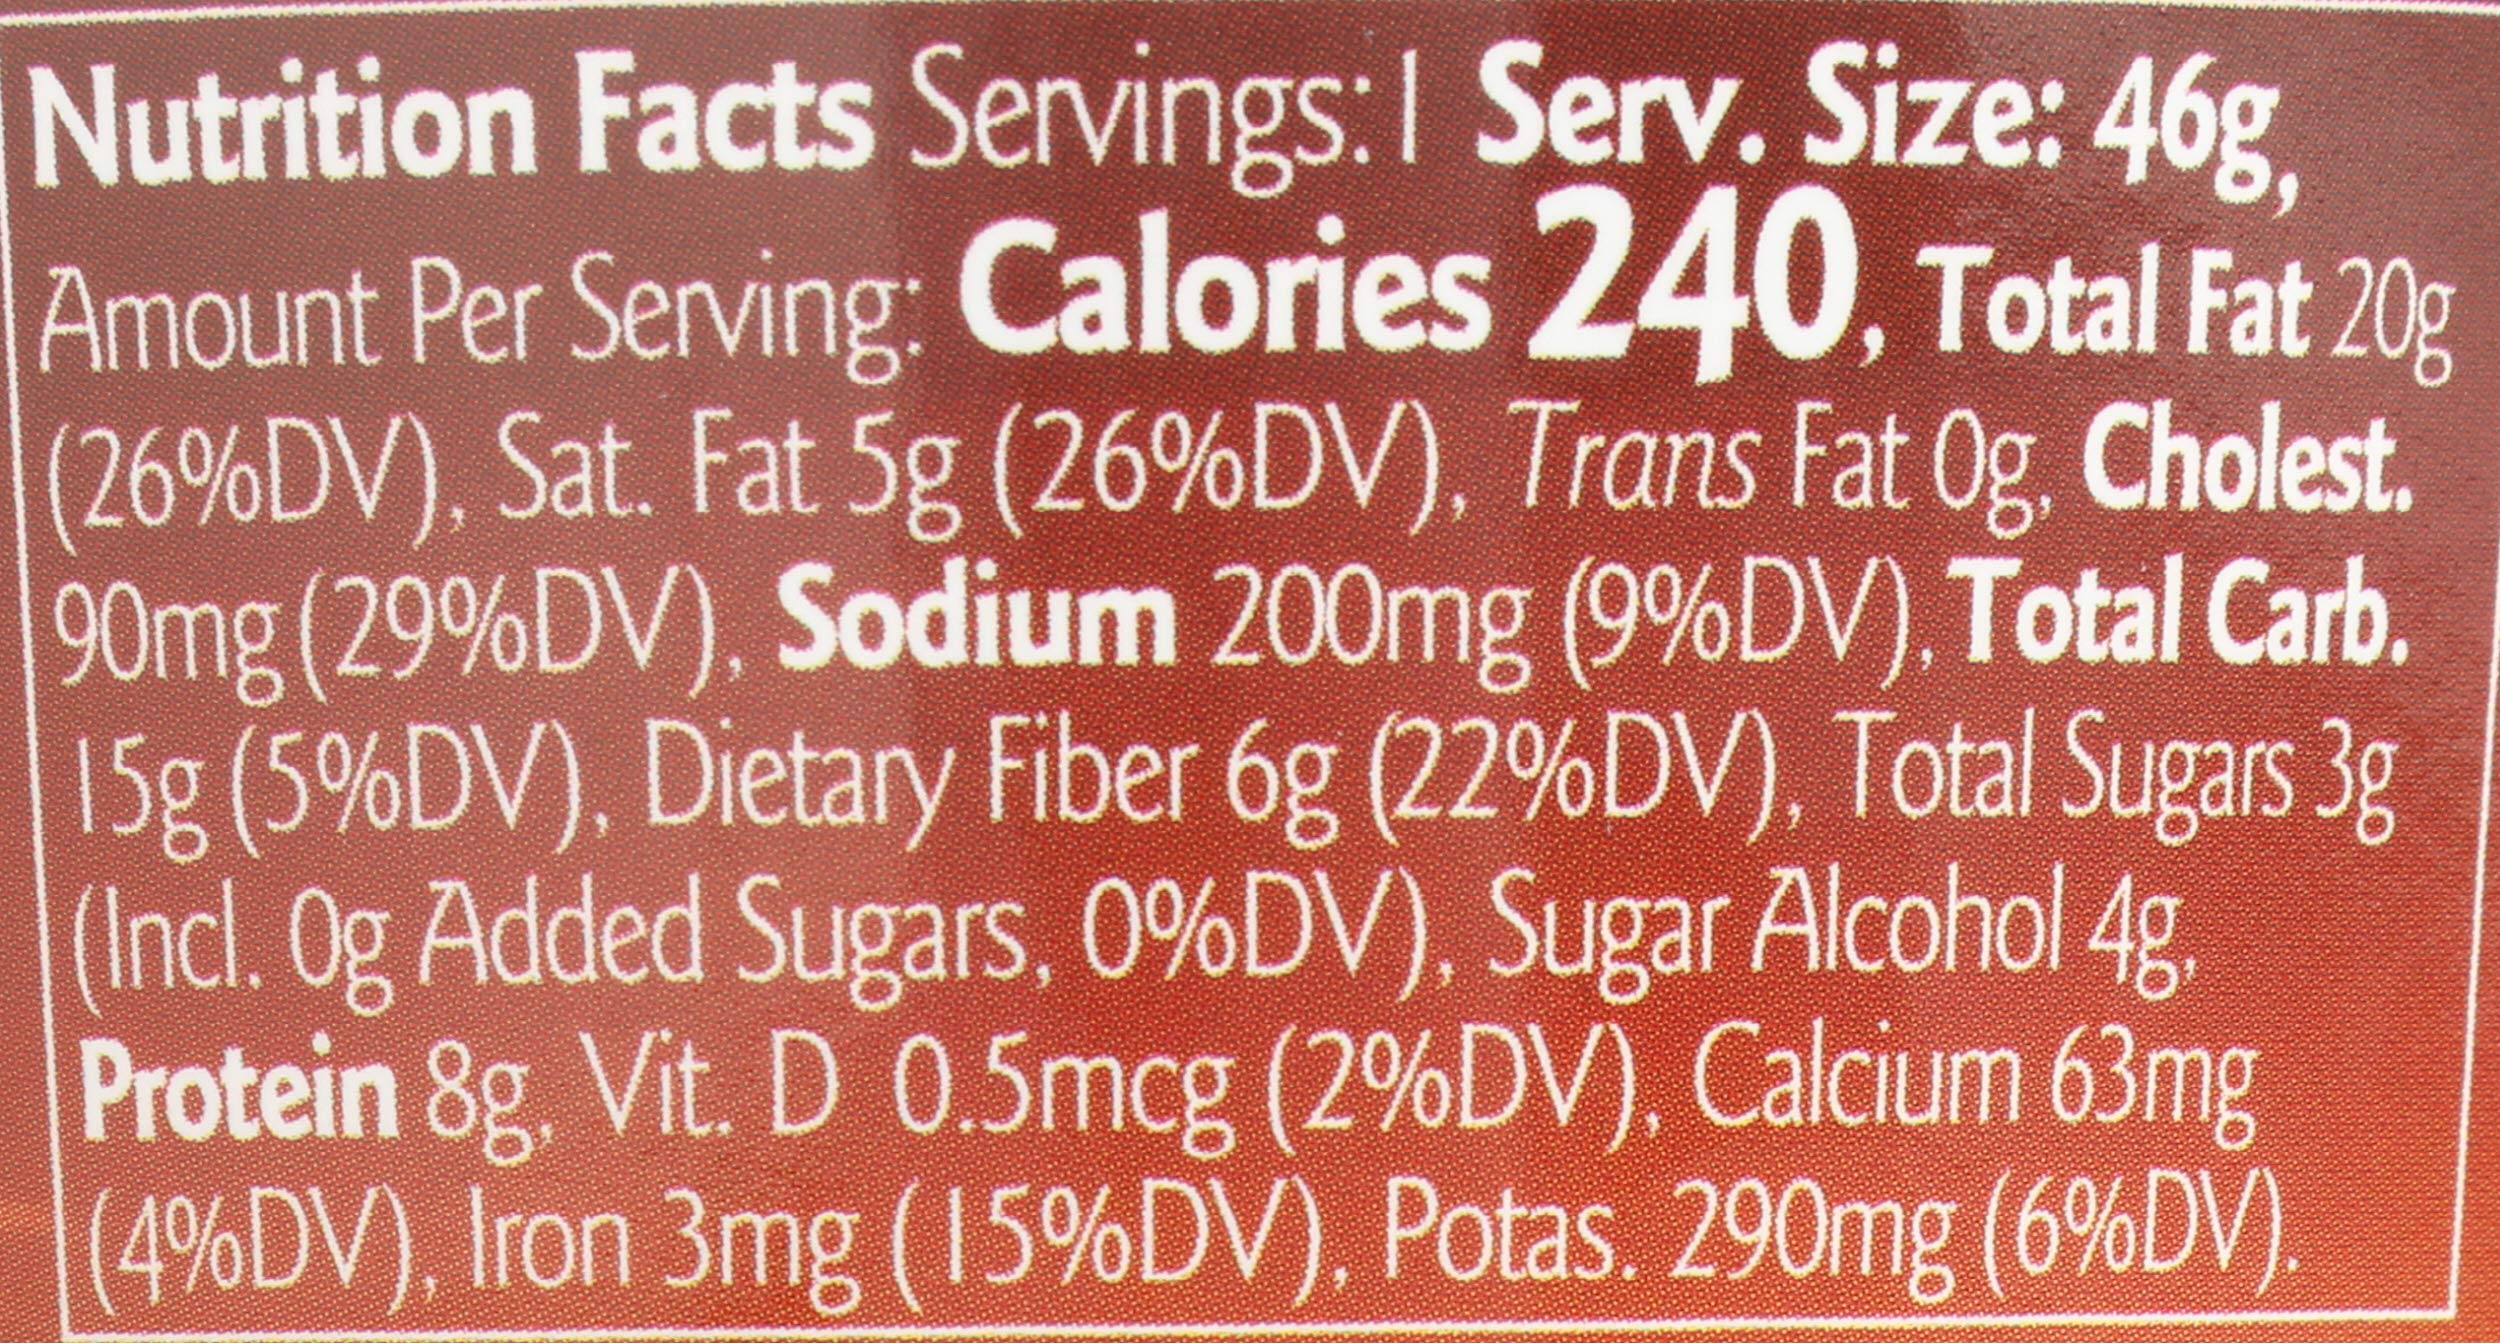 Nutrition Facts Servings: 1 Serv. Size: 46g,
Amount Per Serving: Calories 240, Total Fat 20g
(26%DV), Sat. Fat 5g (26%DV), Trans Fat 0g, Cholest.
90mg (29%DV), Sodium 200mg (9%DV), Total Carb.
15g (5%DV), Dietary Fiber 6g (22%DV), Total Sugars 3g
(Incl. 0g Added Sugars, 0%DV), Sugar Alcohol 4g,
Protein 8g, Vit. D 0.5mcg (2%DV), Calcium 63mg
(4%DV), Iron 3mg (15%DV), Potas. 290mg (6%DV).